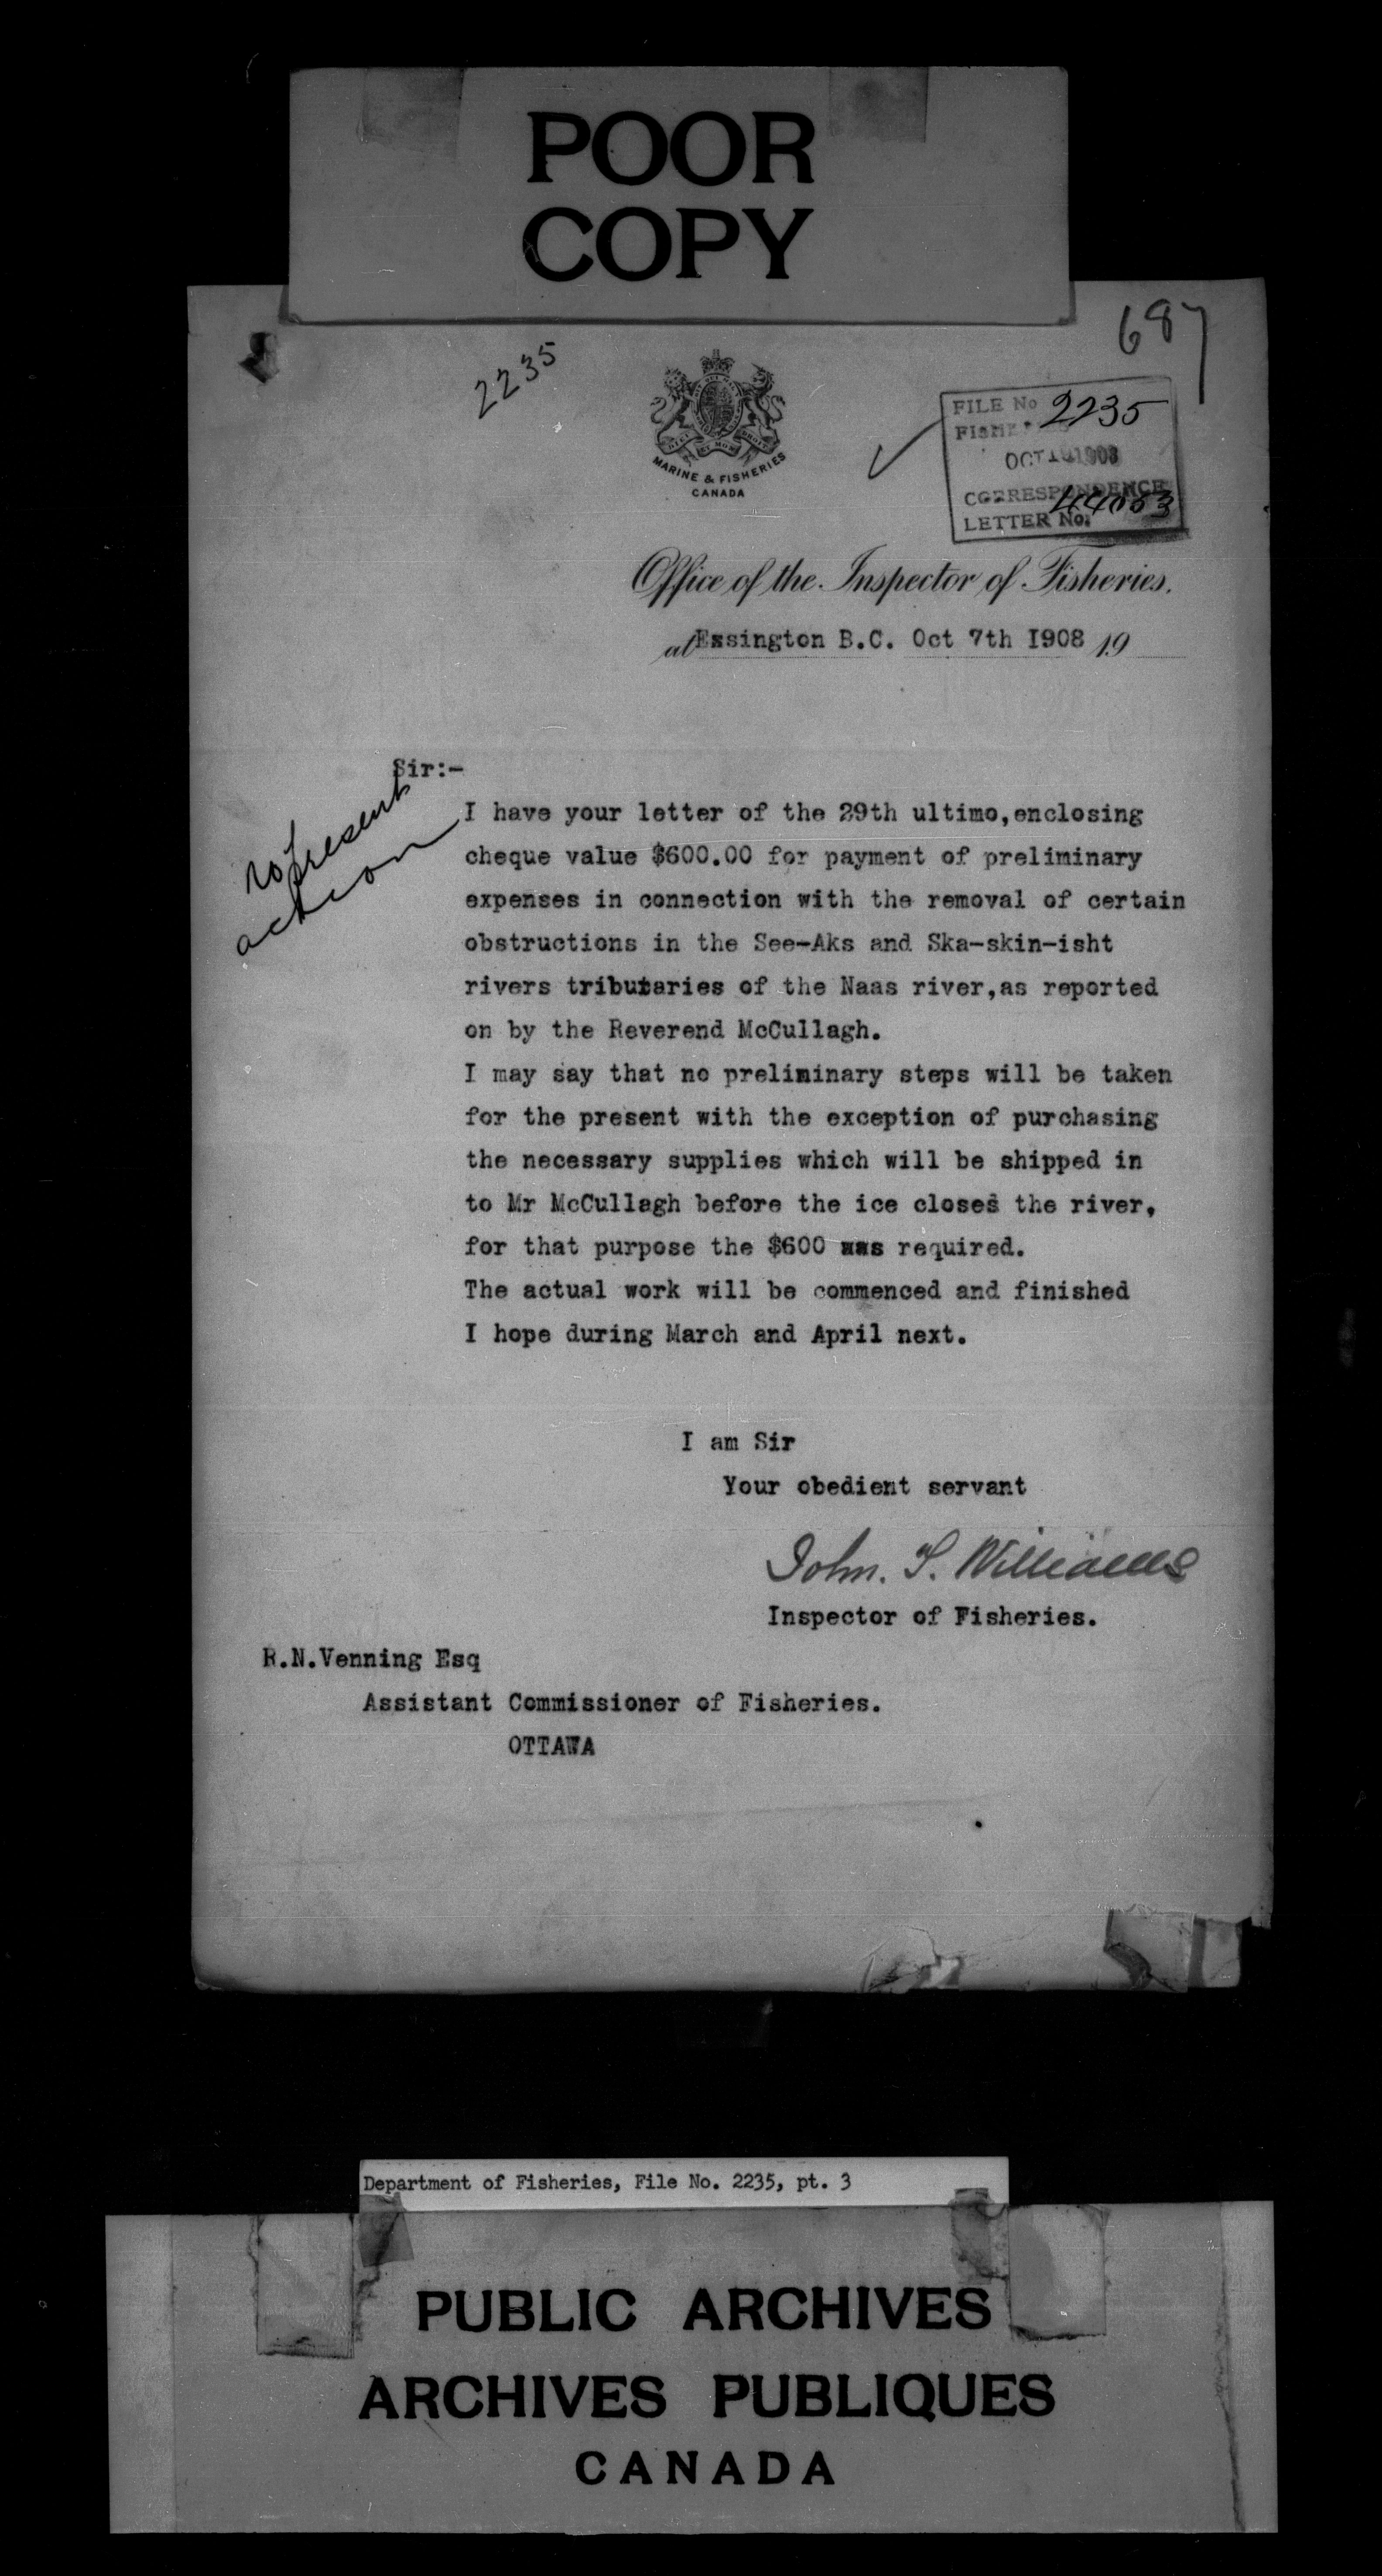 POOR
COPY
687
2235
MARINE & FISHERIES
CANADA
FILE No 2235
OCT 1908
CORRESPONDENCE
LETTER No.
Office of the Inspector of Fisheries.
at Essington B.C. Oct 7th I908 19
Sir:-
no present
action
I have your letter of the 29th ultimo,enclosing
cheque value $600.00 for payment of preliminary
expenses in connection with the removal of certain
obstructions in the See-Aks and Ska-skin-isht
rivers tributaries of the Naas river,as reported
on by the Reverend McCullagh.
I may say that no preliminary steps will be taken
for the present with the exception of purchasing
the necessary supplies which will be shipped in
to Mr McCullagh before the ice closes the river,
for that purpose the $600 was required.
The actual work will be commenced and finished
I hope during March and April next.
I am Sir
Your obedient servant
John. T. Williams
Inspector of Fisheries.
R.N.Venning Esq
Assistant Commissioner of Fisheries.
OTTAWA
Department of Fisheries, File No. 2235, pt. 3
PUBLIC ARCHIVES
ARCHIVES PUBLIQUES
CANADA